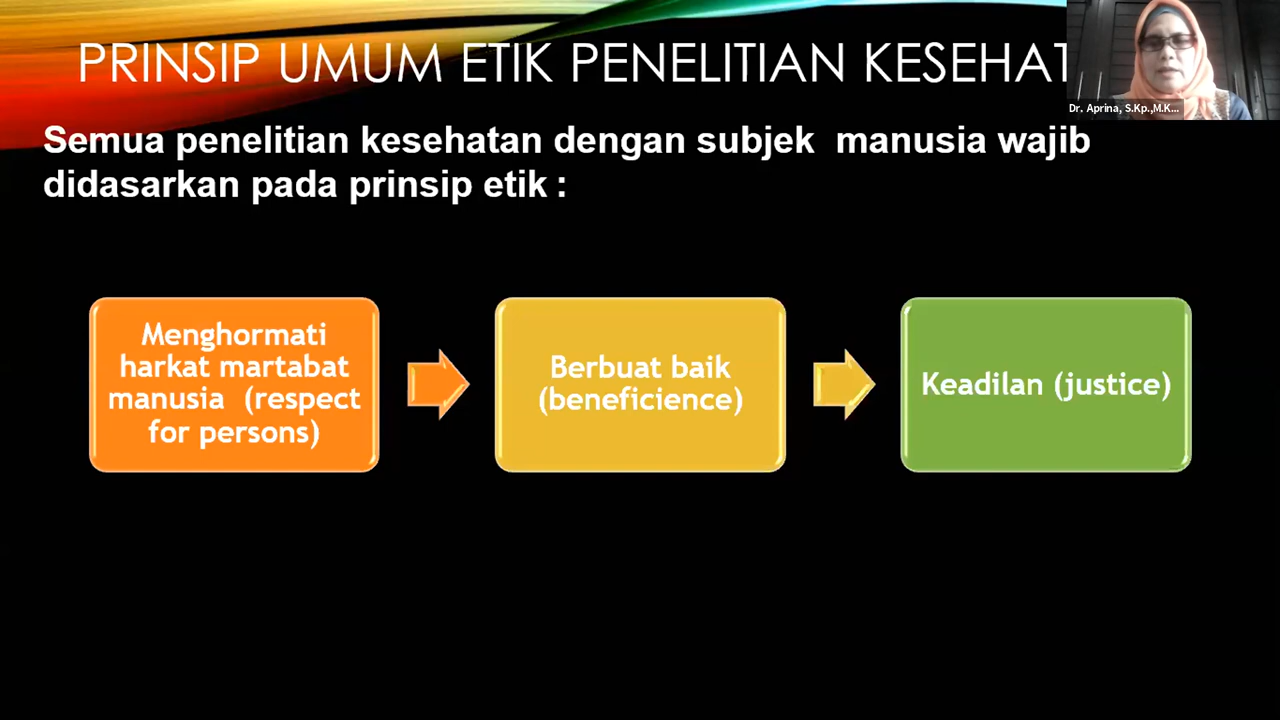 PRINSIP UMUM ETIK PENELITIAN KESEHAT
Dr. Aprina, S.Kp.,M.K...
Semua penelitian kesehatan dengan subjek manusia wajib
didasarkan pada prinsip etik :
Menghormati
harkat martabat
manusia (respect
for persons)
Berbuat baik
(beneficience)
Keadilan (justice)